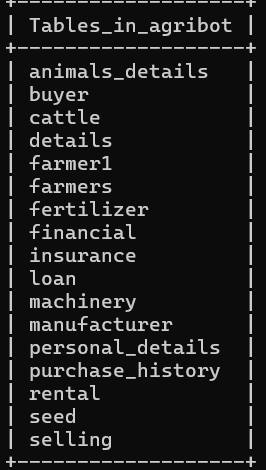 +--------------------+
| Tables_in_agribot |
+--------------------+
| animals_details |
| buyer |
| cattle |
| details |
| farmer1 |
| farmers |
| fertilizer |
| financial |
| insurance |
| loan |
| machinery |
| manufacturer |
| personal_details |
| purchase_history |
| rental |
| seed |
| selling |
+--------------------+